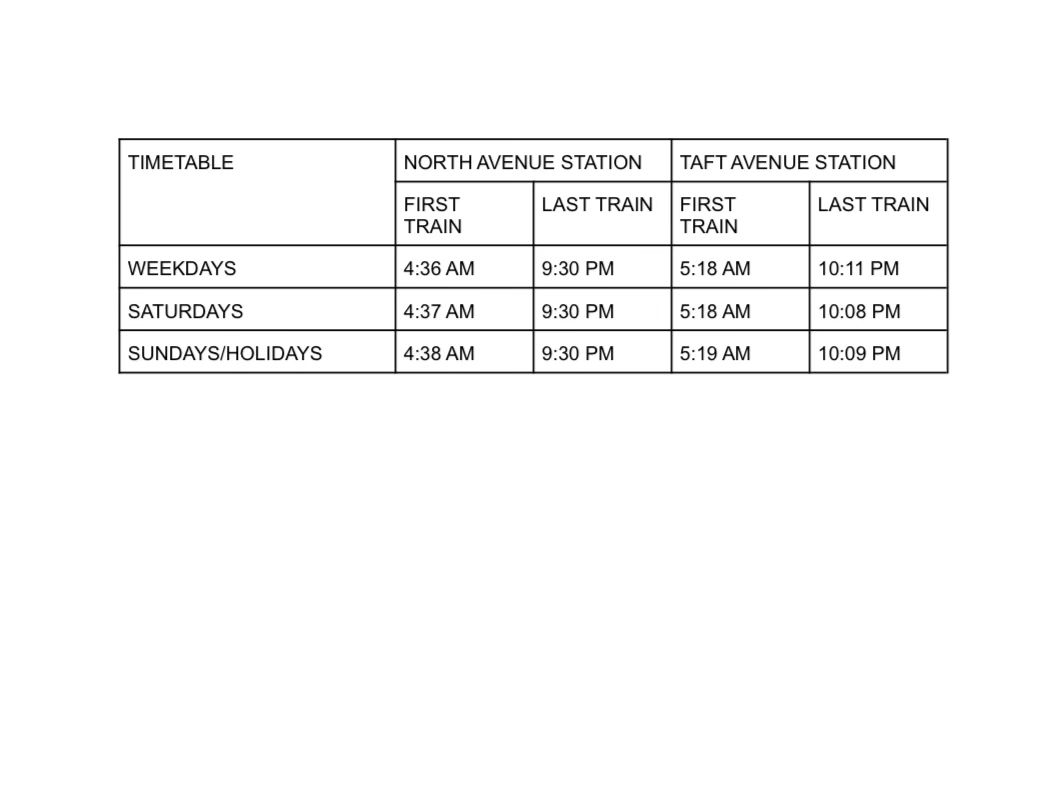 TIMETABLE NORTH AVENUE STATION TAFT AVENUE STATION
FIRST TRAIN LAST TRAIN FIRST TRAIN LAST TRAIN
WEEKDAYS 4:36 AM 9:30 PM 5:18 AM 10:11 PM
SATURDAYS 4:37 AM 9:30 PM 5:18 AM 10:08 PM
SUNDAYS/HOLIDAYS 4:38 AM 9:30 PM 5:19 AM 10:09 PM